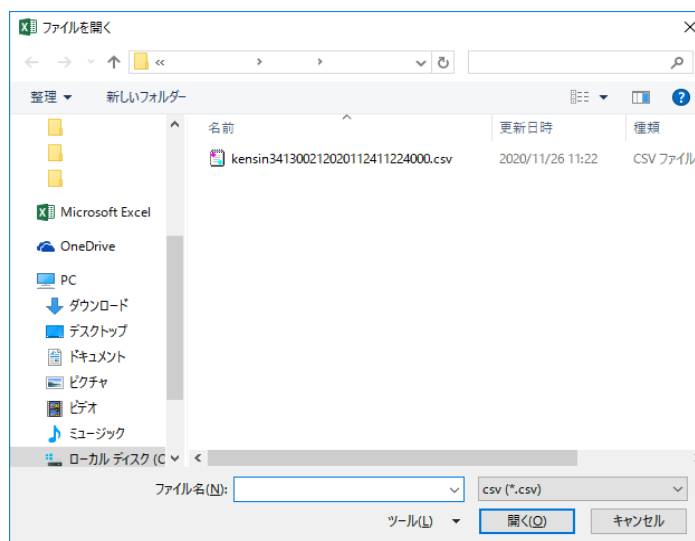 ファイルを開く
«
整理 新しいフォルダー
名前 更新日時 種類
kensin3413002120201124112​24000.csv 2020/11/26 11:22 CSV ファイル
Microsoft Excel
OneDrive
PC
ダウンロード
デスクトップ
ドキュメント
ピクチャ
ビデオ
ミュージック
ローカル ディスク (C
ファイル名(N): csv (*.csv)
ツール(L) 開く(O) キャンセル